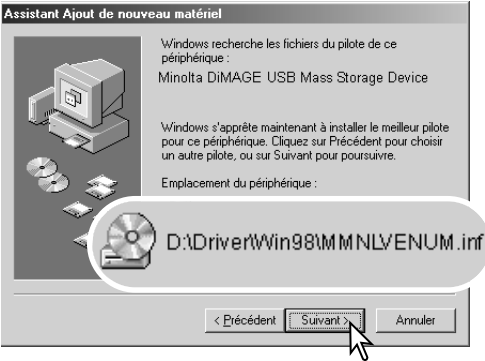 Assistant Ajout de nouveau matériel
Windows recherche les fichiers du pilote de ce
périphérique :
Minolta DiMAGE USB Mass Storage Device
Windows s'apprête maintenant à installer le meilleur pilote
pour ce périphérique. Cliquez sur Précédent pour choisir
un autre pilote, ou sur Suivant pour poursuivre.
Emplacement du périphérique :
D:\Driver\Win98\MMNLVENUM.inf
< Précédent
Suivant >
Annuler